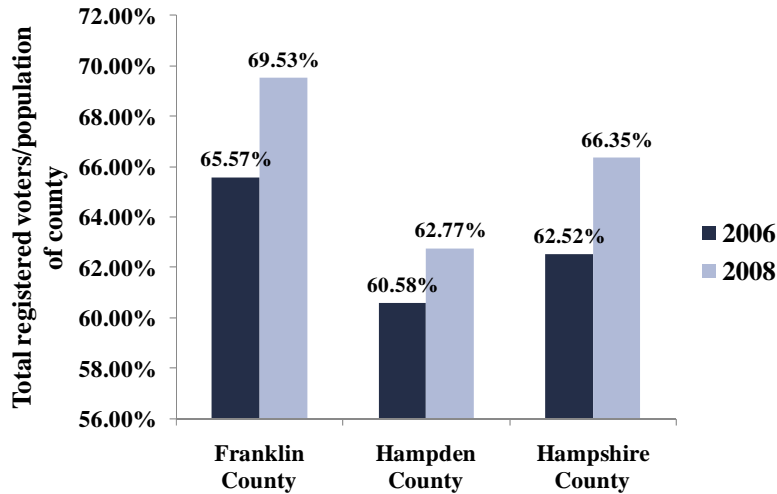 Total registered voters/population
of county
72.00%
70.00%
68.00%
66.00%
64.00%
62.00%
60.00%
58.00%
56.00%
65.57%
69.53%
60.58%
62.77%
62.52%
66.35%
Franklin
County
Hampden
County
Hampshire
County
2006
2008